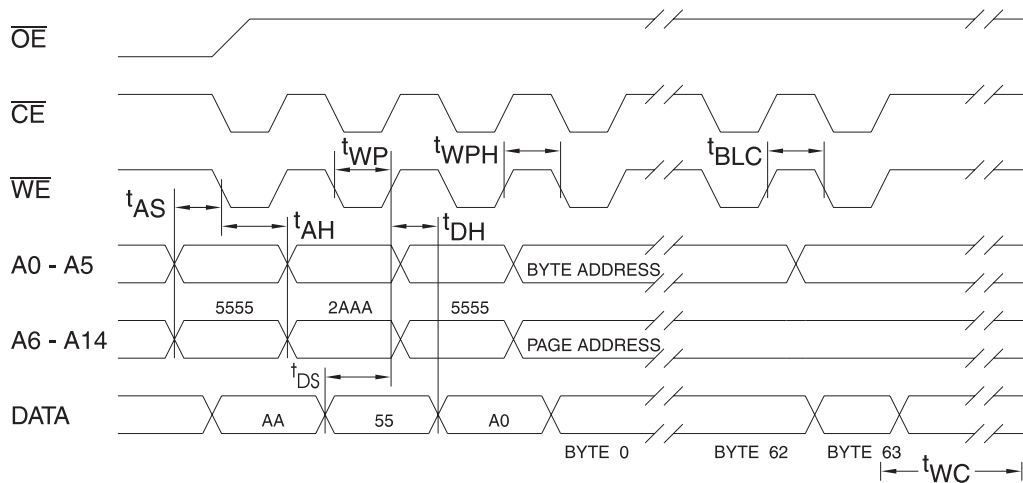 OE
CE
tWP tWPH tBLC
WE
tAS
tAH tDH
A0 - A5 BYTE ADDRESS
5555 2AAA 5555
A6 - A14 PAGE ADDRESS
tDS
DATA AA 55 A0
BYTE 0 BYTE 62 BYTE 63
tWC